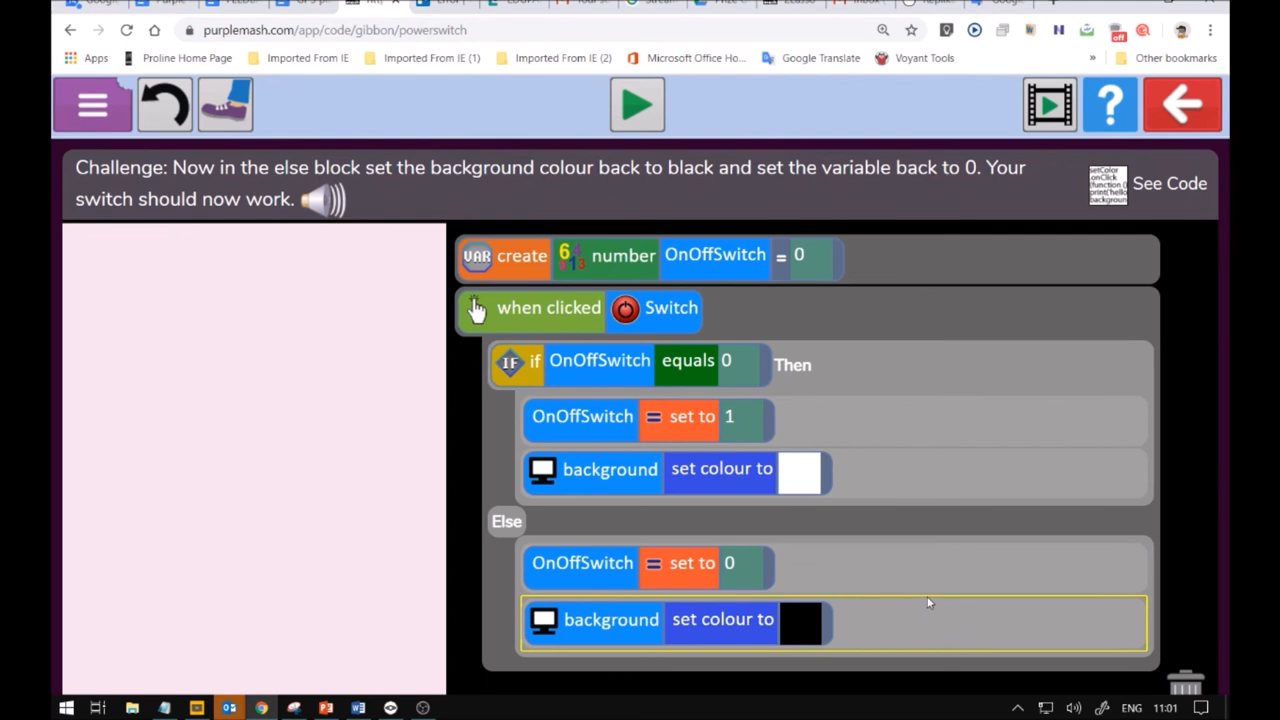 purplemash.com/app/code/gibbon/powerswitch
off
Apps Proline Home Page Imported From IE Imported From IE (1) Imported From IE (2) Microsoft Office Ho... Google Translate Voyant Tools » Other bookmarks
Challenge: Now in the else block set the background colour back to black and set the variable back to 0. Your
switch should now work.
See Code
VAR create number OnOffSwitch = 0
when clicked Switch
IF if OnOffSwitch equals 0 Then
OnOffSwitch = set to 1
background set colour to
Else
OnOffSwitch = set to 0
background set colour to
ENG 11:01